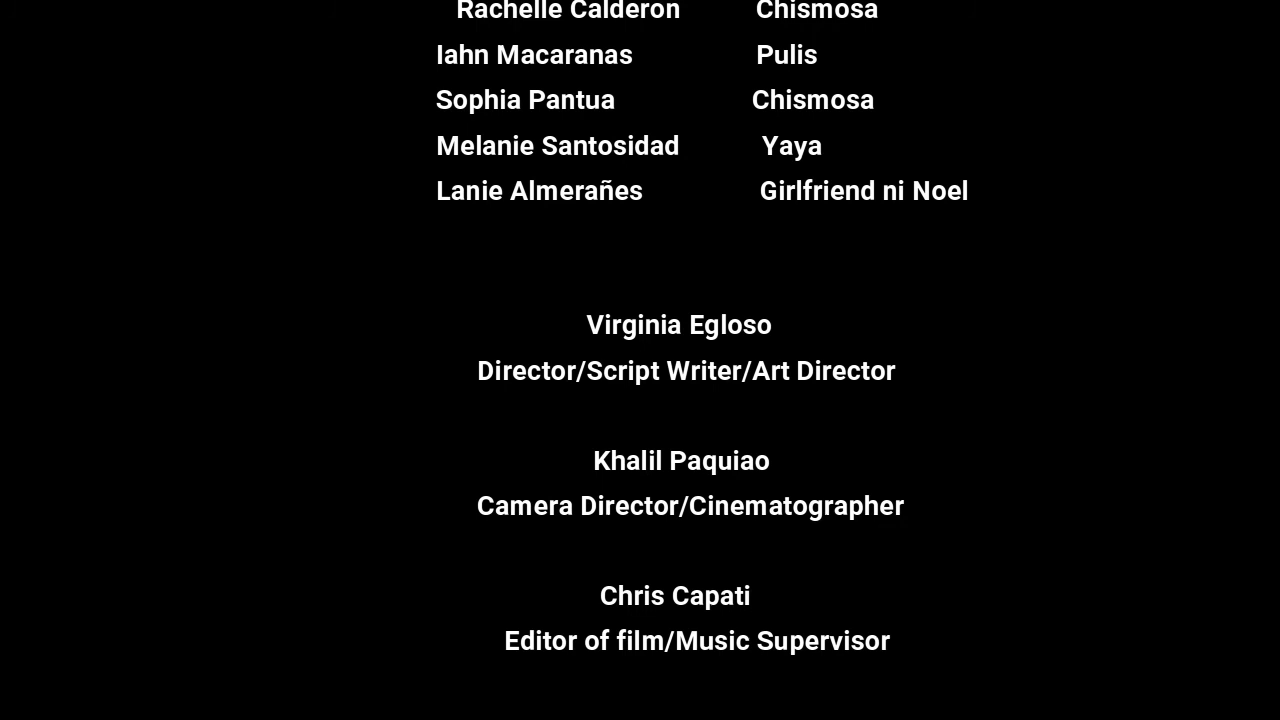 Rachelle Calderon Chismosa
Iahn Macaranas Pulis
Sophia Pantua Chismosa
Melanie Santosidad Yaya
Lanie Almerañes Girlfriend ni Noel
Virginia Egloso
Director/Script Writer/Art Director
Khalil Paquiao
Camera Director/Cinematographer
Chris Capati
Editor of film/Music Supervisor